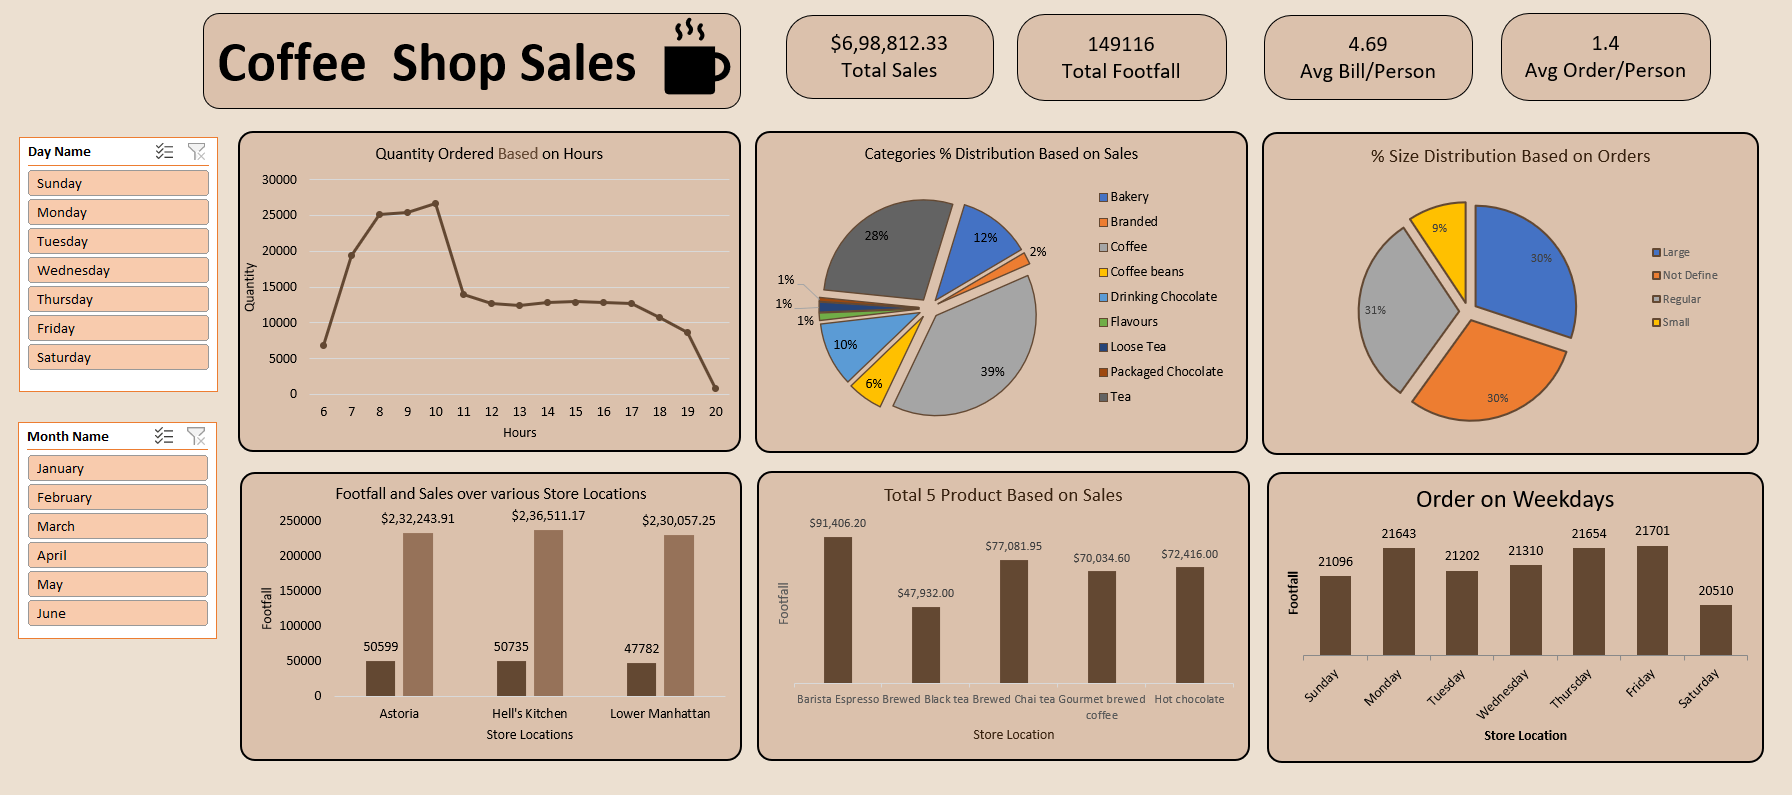 Coffee  Shop Sales
$6,98,812.33
Total Sales
149116
Total Footfall
4.69
Avg Bill/Person
1.4
Avg Order/Person
Day Name
Sunday
Monday
Tuesday
Wednesday
Thursday
Friday
Saturday
Month Name
January
February
March
April
May
June
Quantity Ordered Based on Hours
30000
25000
20000
15000
10000
5000
0
Quantity
6 7 8 9 10 11 12 13 14 15 16 17 18 19 20
Hours
Categories % Distribution Based on Sales
12%
2%
39%
6%
10%
1%
1%
1%
28%
Bakery
Branded
Coffee
Coffee beans
Drinking Chocolate
Flavours
Loose Tea
Packaged Chocolate
Tea
% Size Distribution Based on Orders
30%
30%
31%
9%
Large
Not Define
Regular
Small
Footfall and Sales over various Store Locations
250000
200000
150000
100000
50000
0
Footfall
$2,32,243.91
$2,36,511.17
$2,30,057.25
50599
50735
47782
Astoria
Hell's Kitchen
Lower Manhattan
Store Locations
Total 5 Product Based on Sales
Footfall
$91,406.20
$47,932.00
$77,081.95
$70,034.60
$72,416.00
Barista Espresso
Brewed Black tea
Brewed Chai tea
Gourmet brewed
coffee
Hot chocolate
Store Location
Order on Weekdays
Footfall
21096
21643
21202
21310
21654
21701
20510
Sunday
Monday
Tuesday
Wednesday
Thursday
Friday
Saturday
Store Location